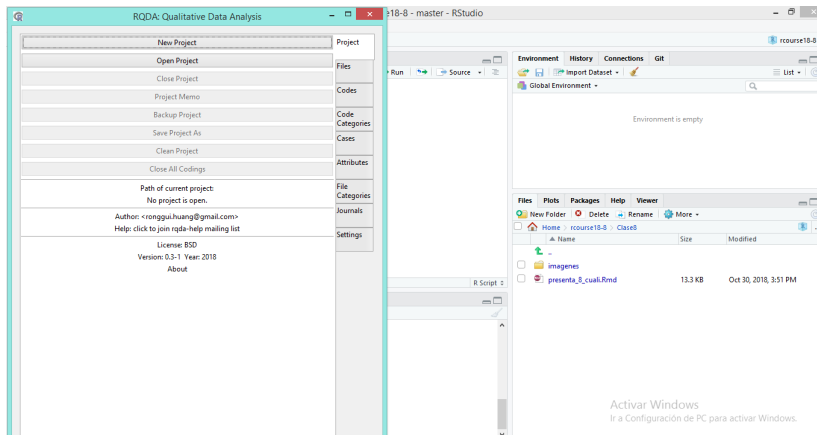 RQDA: Qualitative Data Analysis
New Project
Open Project
Close Project
Project Memo
Backup Project
Save Project As
Clean Project
Close All Codings
Path of current project:
No project is open.
Author: <ronggui.huang@gmail.com>
Help: click to join rqda-help mailing list
License: BSD
Version: 0.3-1 Year: 2018
About
Project
Files
Codes
Code
Categories
Cases
Attributes
File
Categories
Journals
Settings
e18-8 - master - RStudio
rcourse18-8
Run Source
R Script
Environment History Connections Git
Import Dataset List
Global Environment
Environment is empty
Files Plots Packages Help Viewer
New Folder Delete Rename More
Home rcourse18-8 Clase8
Name Size Modified
..
imagenes
presenta_8_cuali.Rmd 13.3 KB Oct 30, 2018, 3:51 PM
Activar Windows
Ir a Configuración de PC para activar Windows.